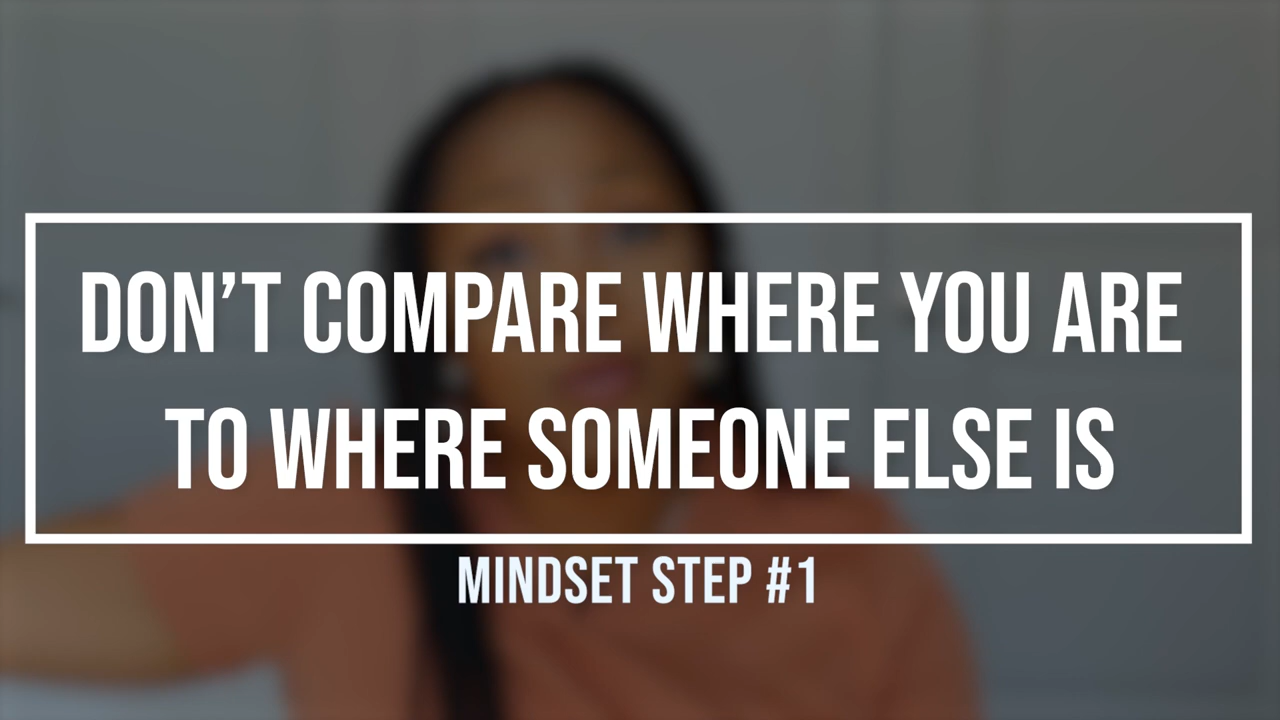 DON’T COMPARE WHERE YOU ARE
TO WHERE SOMEONE ELSE IS
MINDSET STEP #1